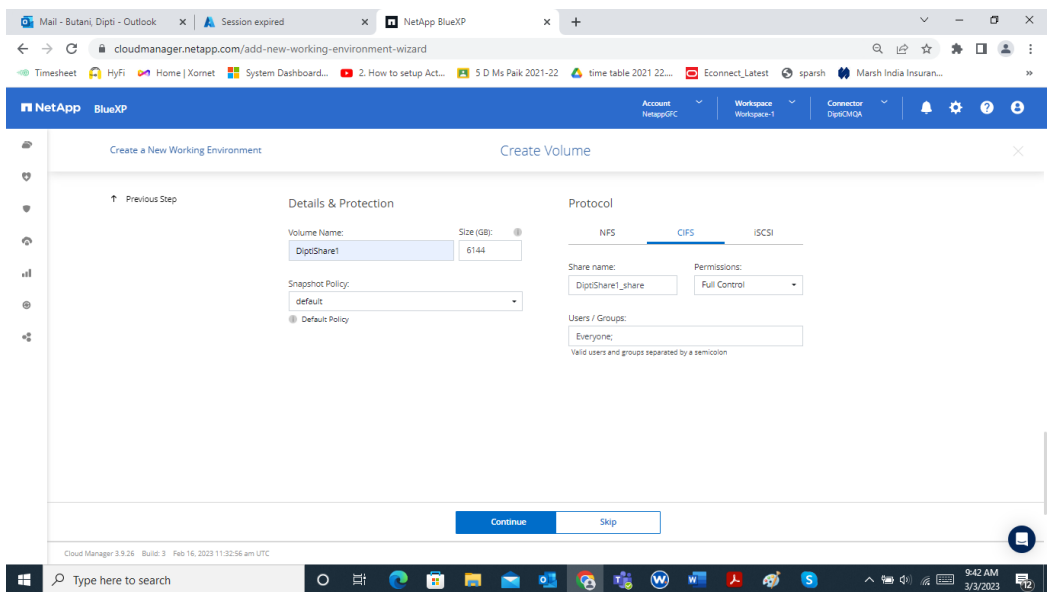 Mail - Butani, Dipti - Outlook
Session expired
NetApp BlueXP
cloudmanager.netapp.com/add-new-working-environment-wizard
Timesheet HyFi Home | Xornet System Dashboard... 2. How to setup Act... 5 D Ms Paik 2021-22 time table 2021 22.... Econnect_Latest sparsh Marsh India Insuran... »
NetApp BlueXP
Account
NetappGFC
Workspace
Workspace-1
Connector
DiptiCMQA
Create a New Working Environment
Create Volume
Previous Step
Details & Protection
Volume Name:
Size (GB):
DiptiShare1
6144
Snapshot Policy:
default
Default Policy
Protocol
NFS CIFS iSCSI
Share name:
Permissions:
DiptiShare1_share
Full Control
Users / Groups:
Everyone;
Valid users and groups separated by a semicolon
Continue Skip
Cloud Manager 3.9.26 Build: 3 Feb 16, 2023 11:32:56 am UTC
Type here to search
9:42 AM
3/3/2023
12